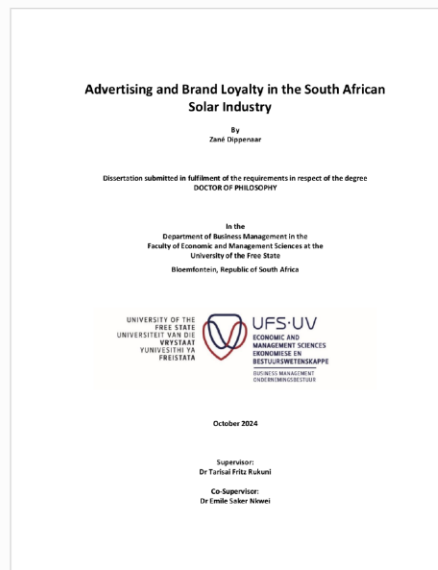 Advertising and Brand Loyalty in the South African
Solar Industry
By
Zané Dippenaar
Dissertation submitted in fulfilment of the requirements in respect of the degree
DOCTOR OF PHILOSOPHY
In the
Department of Business Management in the
Faculty of Economic and Management Sciences at the
University of the Free State
Bloemfontein, Republic of South Africa
UNIVERSITY OF THE
FREE STATE
UNIVERSITEIT VAN DIE
VRYSTAAT
YUNIVESITHI YA
FREISTATA
UFS·UV
ECONOMIC AND
MANAGEMENT SCIENCES
EKONOMIESE EN
BESTUURSWETENSKAPPE
BUSINESS MANAGEMENT
ONDERNEMINGSBESTUUR
October 2024
Supervisor:
Dr Tarisai Fritz Rukuni
Co-Supervisor:
Dr Emile Saker Nkwei